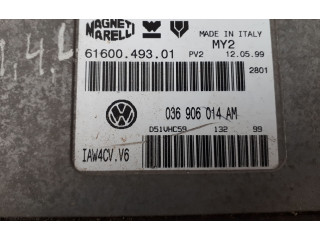 MAGNETI
MARELLI
MADE IN ITALY
MY2
61600.493.01 PV2 12.05.99
2801
036 906 014 AM
D51VHC59 132 99
IAW4CV.V6